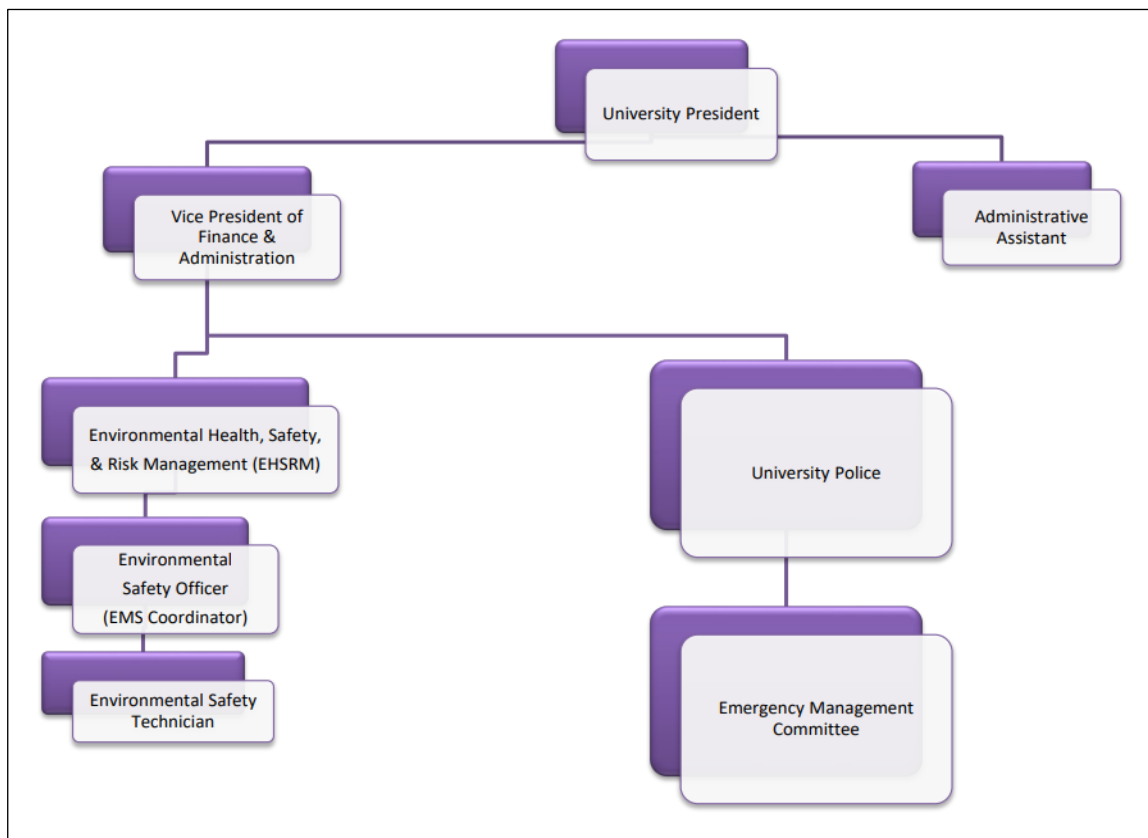 University President
Vice President of
Finance &
Administration
Administrative
Assistant
Environmental Health, Safety,
& Risk Management (EHSRM)
University Police
Environmental
Safety Officer
(EMS Coordinator)
Environmental Safety
Technician
Emergency Management
Committee